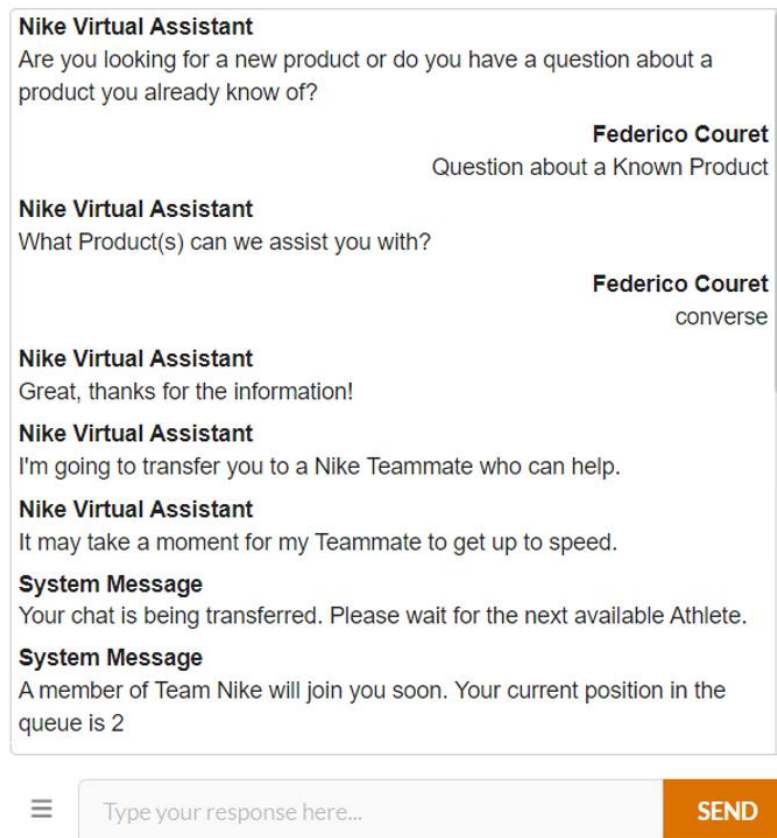 Nike Virtual Assistant
Are you looking for a new product or do you have a question about a
product you already know of?
Federico Couret
Question about a Known Product
Nike Virtual Assistant
What Product(s) can we assist you with?
Federico Couret
converse
Nike Virtual Assistant
Great, thanks for the information!
Nike Virtual Assistant
I'm going to transfer you to a Nike Teammate who can help.
Nike Virtual Assistant
It may take a moment for my Teammate to get up to speed.
System Message
Your chat is being transferred. Please wait for the next available Athlete.
System Message
A member of Team Nike will join you soon. Your current position in the
queue is 2
Type your response here...
SEND